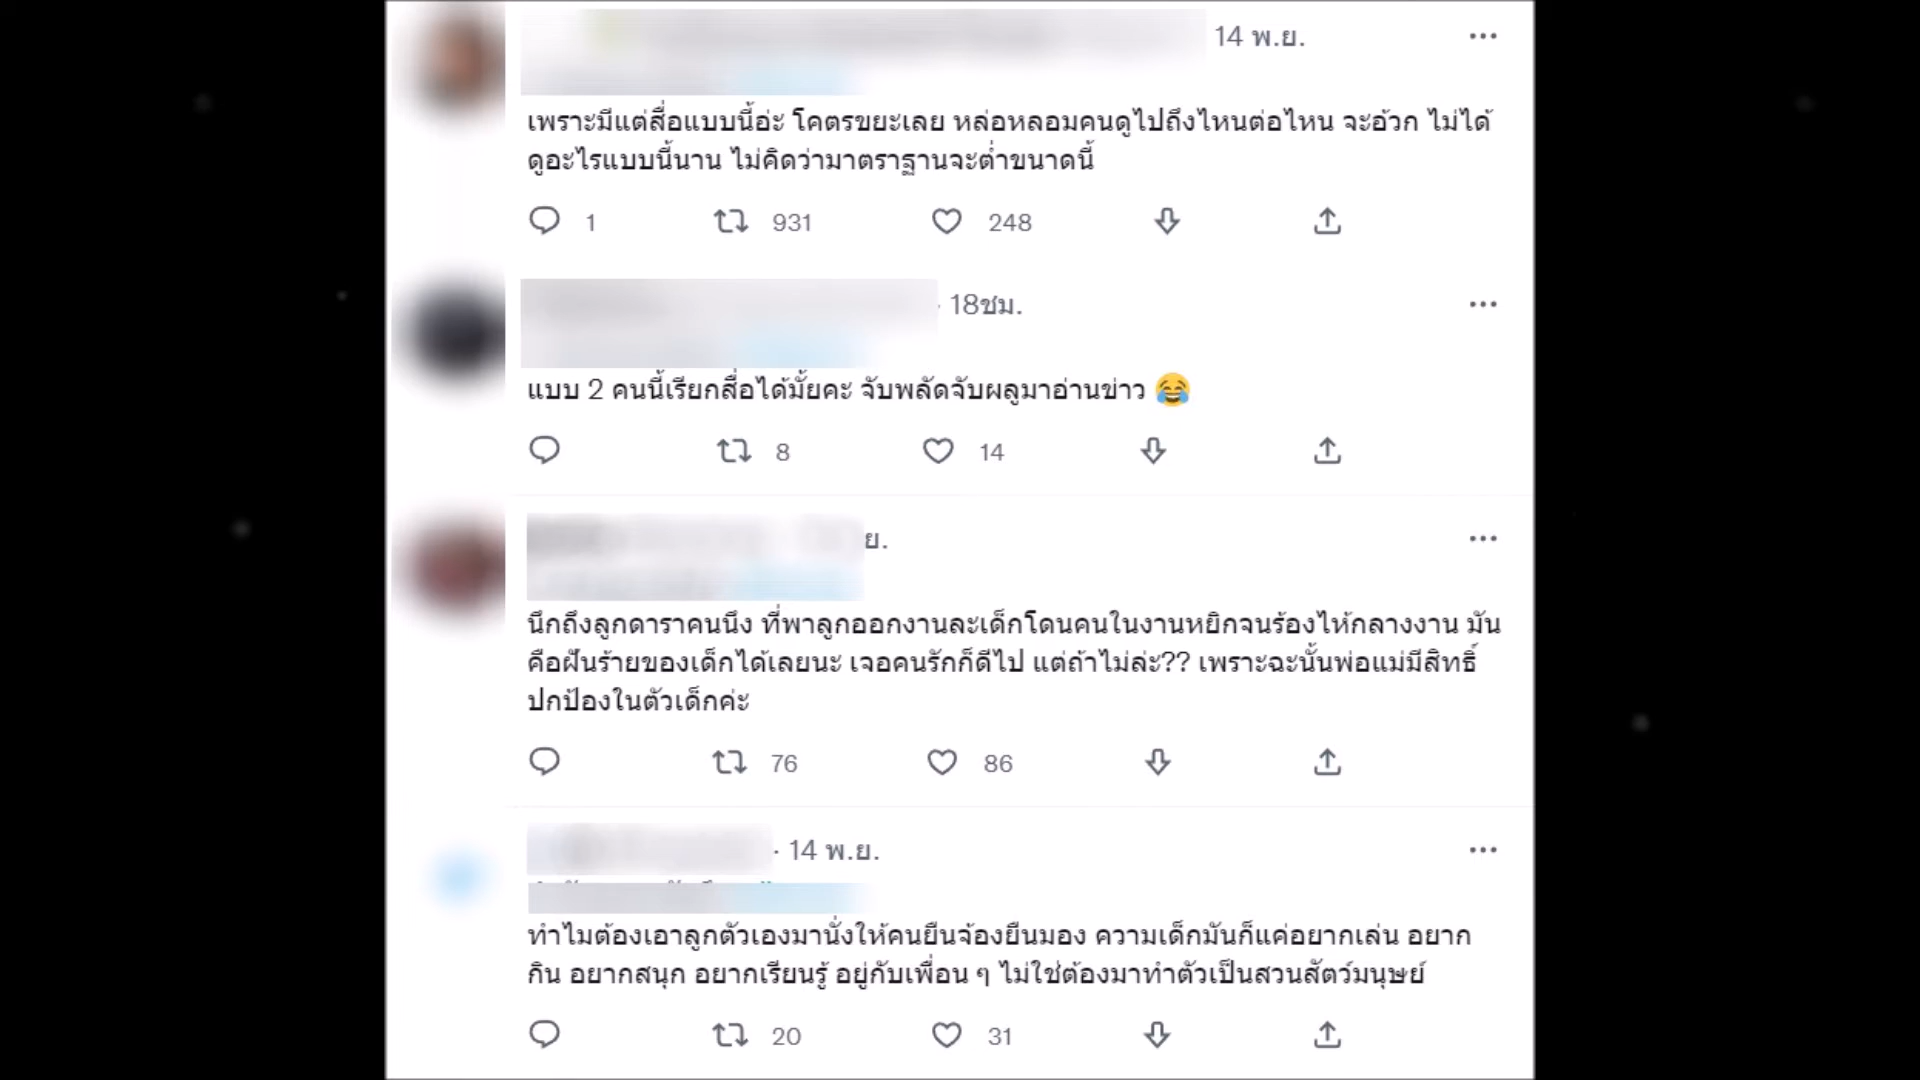 14 พ.ย.
เพราะมีแต่สื่อแบบนี้อ่ะ โคตรขยะเลย หล่อหลอมคนดูไปถึงไหนต่อไหน จะอ้วก ไม่ได้
ดูอะไรแบบนี้นาน ไม่คิดว่ามาตราฐานจะต่ำขนาดนี้
1 931 248
· 18ชม.
แบบ 2 คนนี้เรียกสื่อได้มั้ยคะ จับพลัดจับผลูมาอ่านข่าว 😂
8 14
ย.
นึกถึงลูกดาราคนนึง ที่พาลูกออกงานละเด็กโดนคนในงานหยิกจนร้องไห้กลางงาน มัน
คือฝันร้ายของเด็กได้เลยนะ เจอคนรักก็ดีไป แต่ถ้าไม่ล่ะ?? เพราะฉะนั้นพ่อแม่มีสิทธิ์
ปกป้องในตัวเด็กค่ะ
76 86
· 14 พ.ย.
ทำไมต้องเอาลูกตัวเองมานั่งให้คนยืนจ้องยืนมอง ความเด็กมันก็แค่อยากเล่น อยาก
กิน อยากสนุก อยากเรียนรู้ อยู่กับเพื่อน ๆ ไม่ใช่ต้องมาทำตัวเป็นสวนสัตว์มนุษย์
20 31